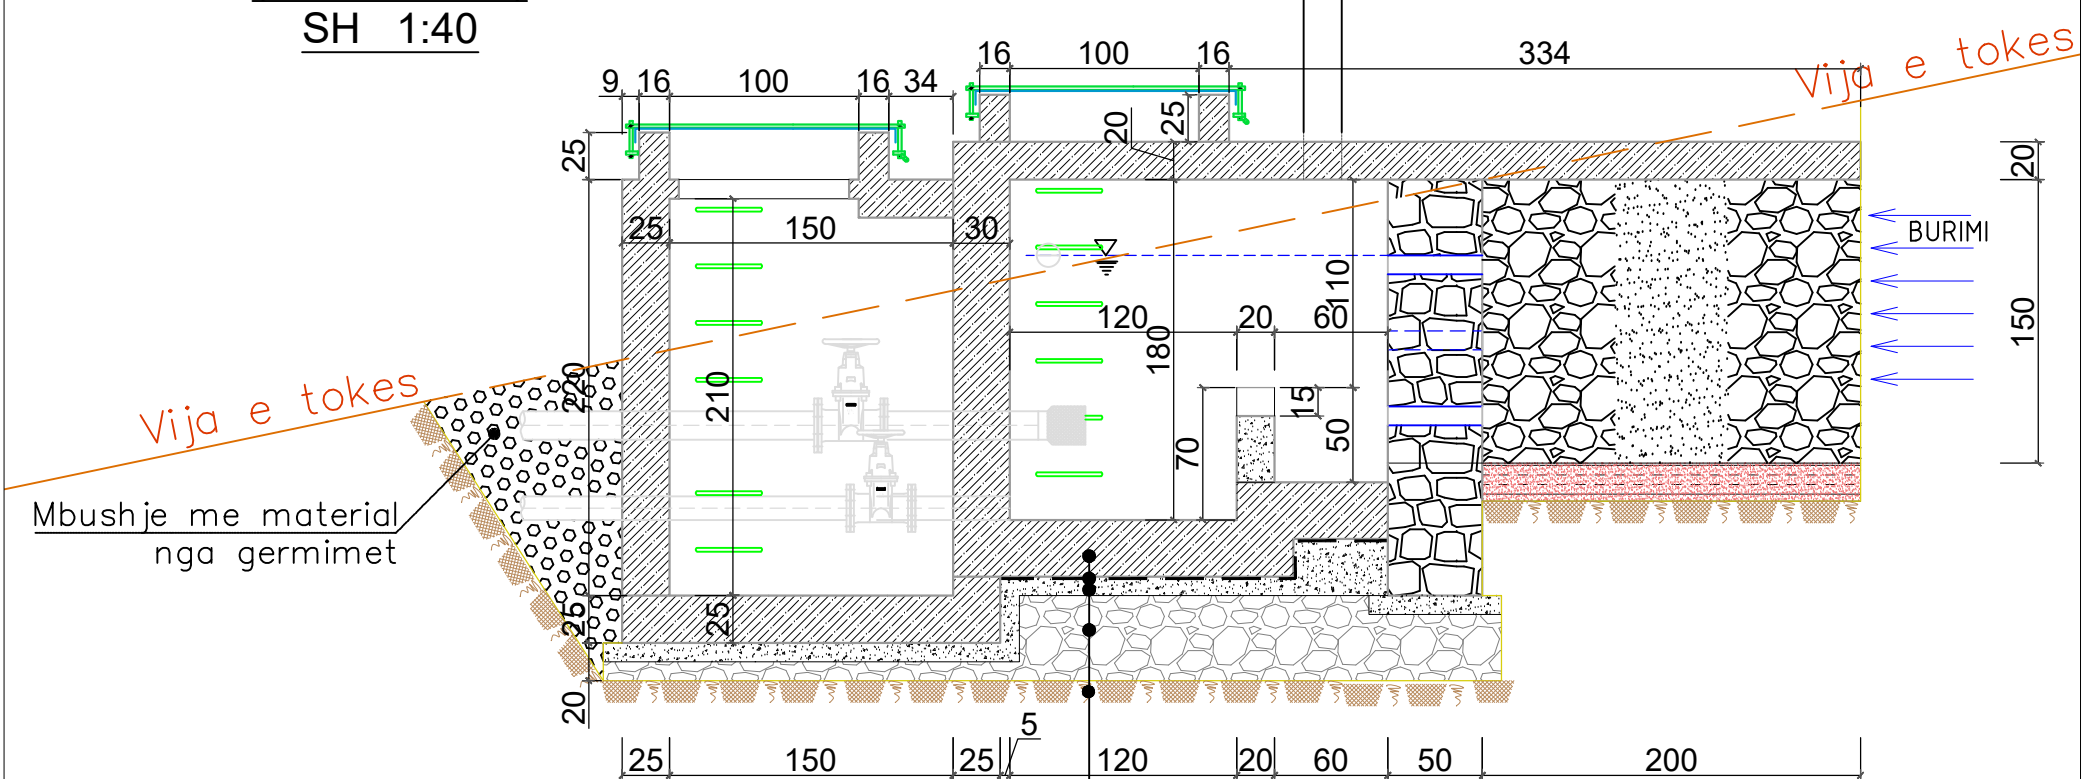 SH 1:40
16 100 16 334
Vija e tokes
9 16 100 16 34
25
20
25
20
25 150 30
BURIMI
110
120 20 60
180
150
220
210
15
50
70
Vija e tokes
Mbushje me material
nga germimet
25
25
20
5
25 150 25 120 20 60 50 200